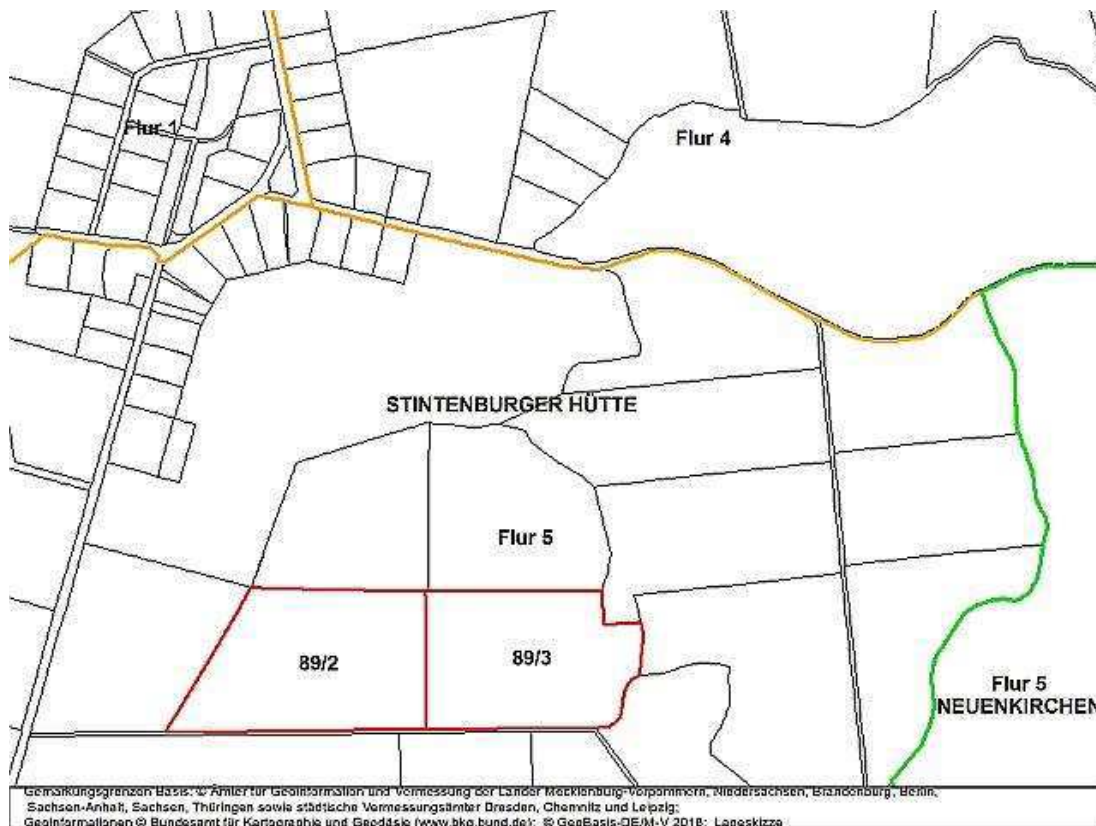 Flur 1
Flur 4
STINTENBURGER HÜTTE
Flur 5
89/2
89/3
Flur 5
NEUENKIRCHEN
Gemarkungsgrenzen Basis: © Ämter für Geoinformation und Vermessung der Länder Mecklenburg-Vorpommern, Niedersachsen, Brandenburg, Berlin,
Sachsen-Anhalt, Sachsen, Thüringen sowie städtische Vermessungsämter Dresden, Chemnitz und Leipzig;
Geoinformationen © Bundesamt für Kartographie und Geodäsie (www.bkg.bund.de); © GeoBasis-DE/M-V 2018; Lageskizze